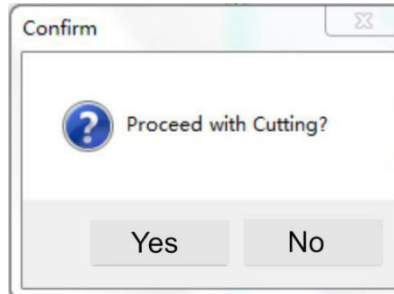 Confirm
Proceed with Cutting?
Yes No